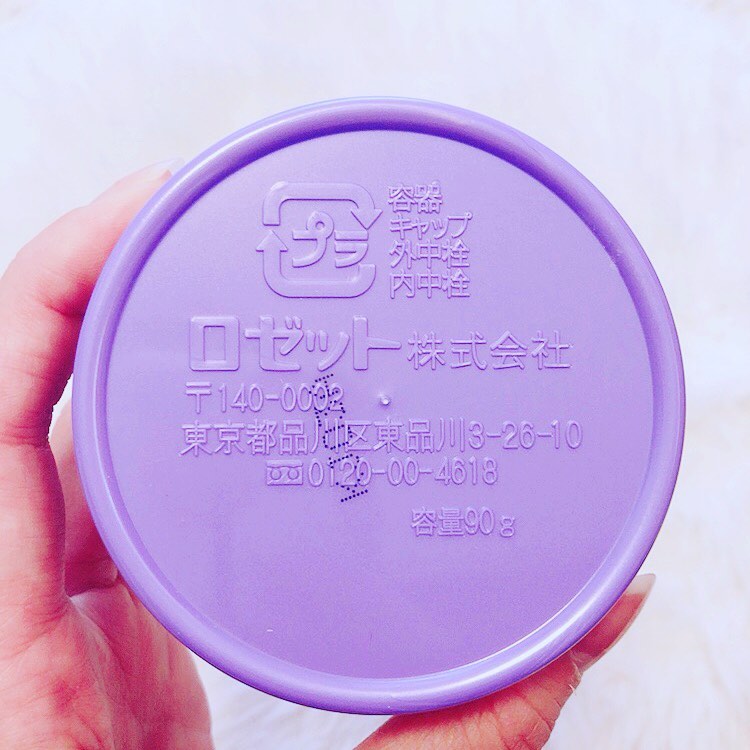 プラ
容器
キャップ
外中栓
内中栓
ロゼット株式会社
〒140-0002
東京都品川区東品川3-26-10
0120-00-4618
容量90g